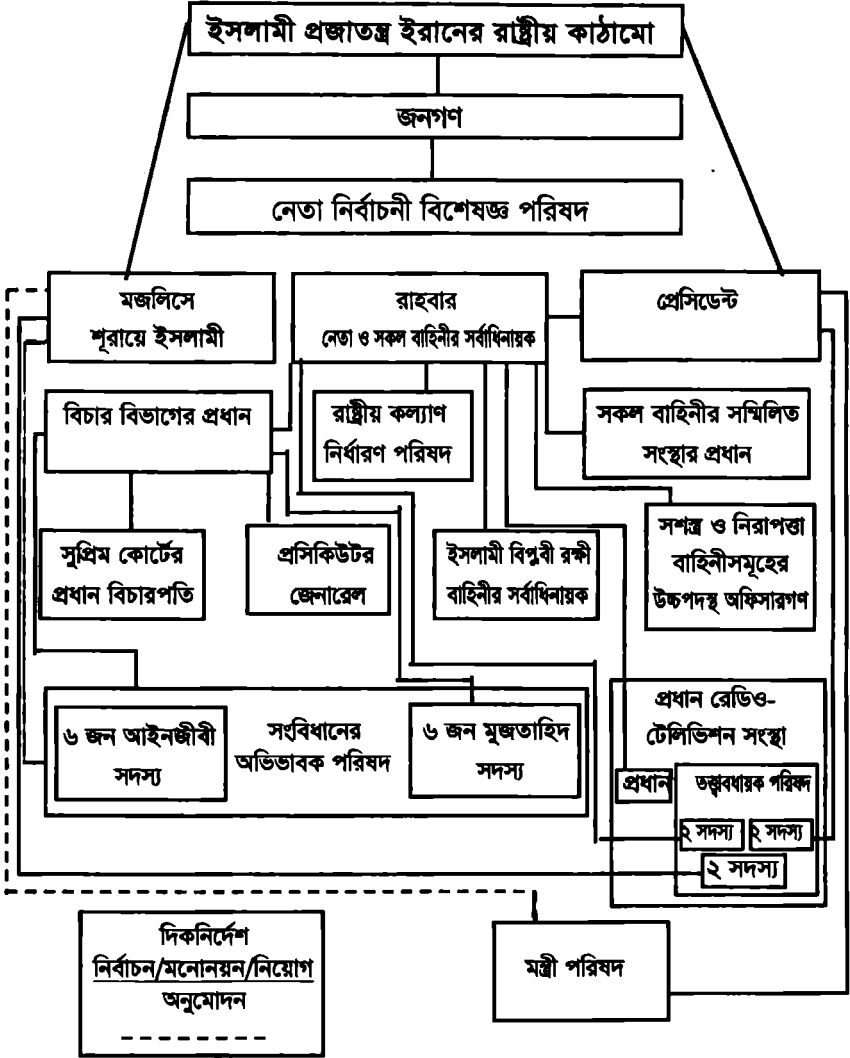 ইসলামী প্রজাতন্ত্র ইরানের রাষ্ট্রীয় কাঠামো
জনগণ
নেতা নির্বাচনী বিশেষজ্ঞ পরিষদ
মজলিসে
শূরায়ে ইসলামী
রাহবার
নেতা ও সকল বাহিনীর সর্বাধিনায়ক
প্রেসিডেন্ট
বিচার বিভাগের প্রধান
রাষ্ট্রীয় কল্যাণ
নির্ধারণ পরিষদ
সকল বাহিনীর সম্মিলিত
সংস্থার প্রধান
সুপ্রিম কোর্টের
প্রধান বিচারপতি
প্রসিকিউটর
জেনারেল
ইসলামী বিপ্লবী রক্ষী
বাহিনীর সর্বাধিনায়ক
সশস্ত্র ও নিরাপত্তা
বাহিনীসমূহের
উচ্চপদস্থ অফিসারগণ
৬ জন আইনজীবী
সদস্য
সংবিধানের
অভিভাবক পরিষদ
৬ জন মুজতাহিদ
সদস্য
প্রধান রেডিও-
টেলিভিশন সংস্থা
প্রধান
তত্ত্বাবধায়ক পরিষদ
২ সদস্য
২ সদস্য
২ সদস্য
দিকনির্দেশ
নির্বাচন/মনোনয়ন/নিয়োগ
অনুমোদন
মন্ত্রী পরিষদ